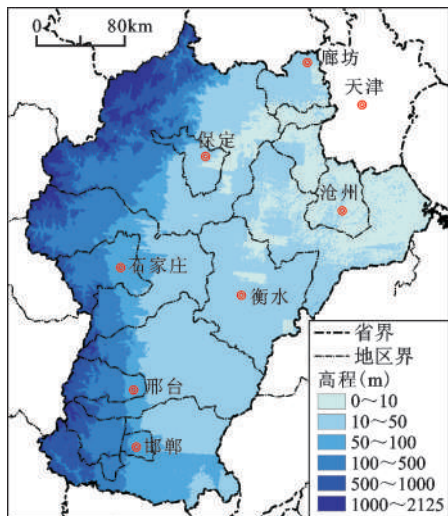 0 80km
廊坊
天津
保定
沧州
石家庄
衡水
邢台
邯郸
省界
地区界
高程(m)
0～10
10～50
50～100
100～500
500～1000
1000～2125